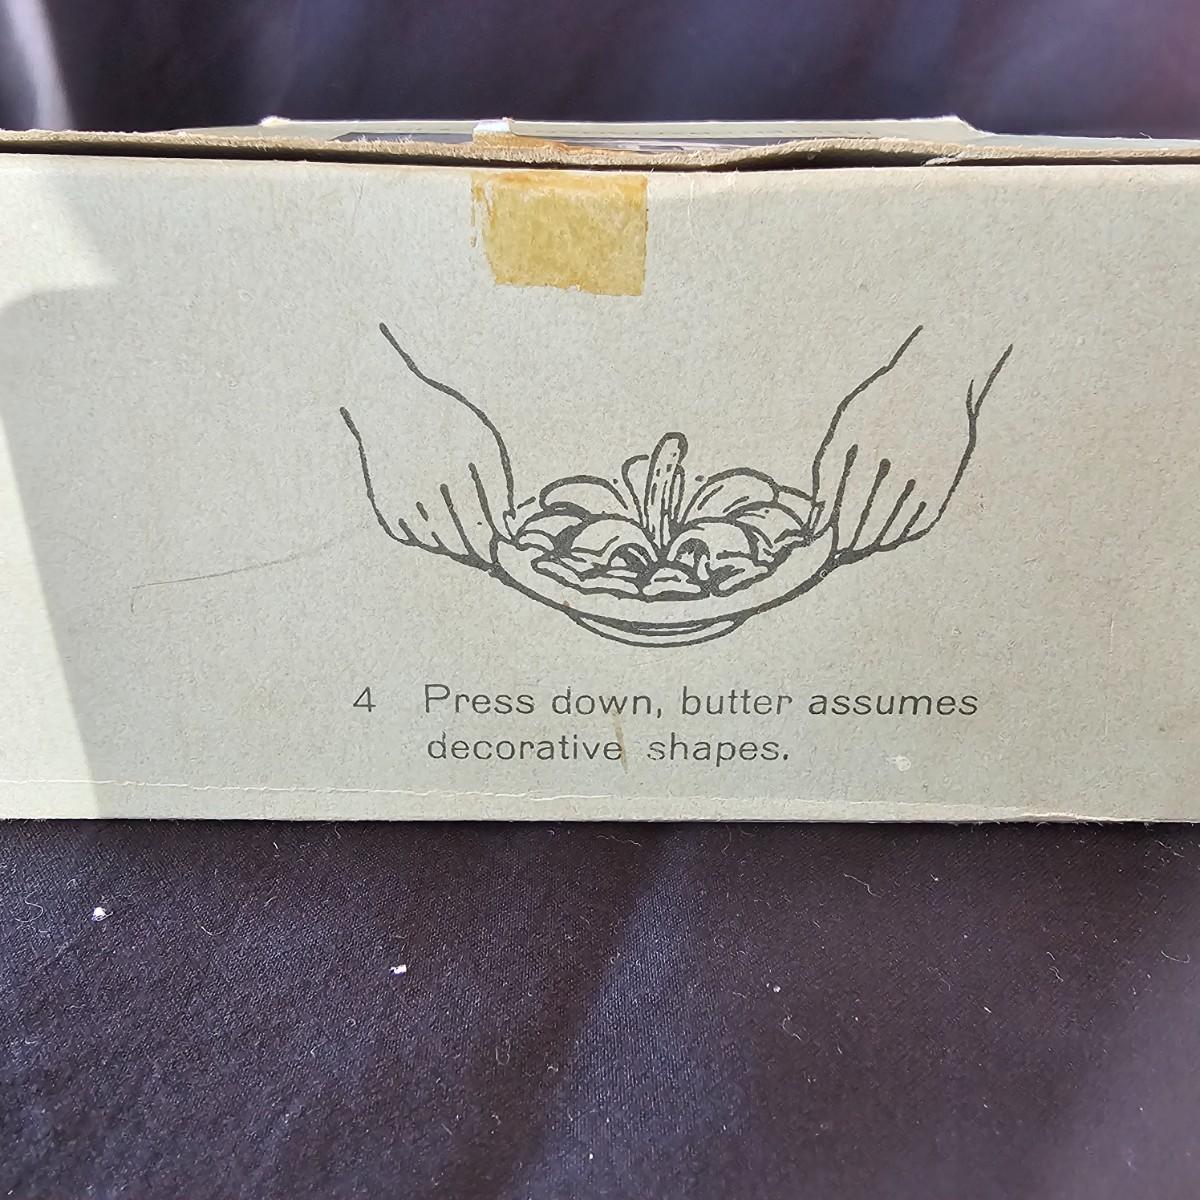 4 Press down, butter assumes
decorative shapes.